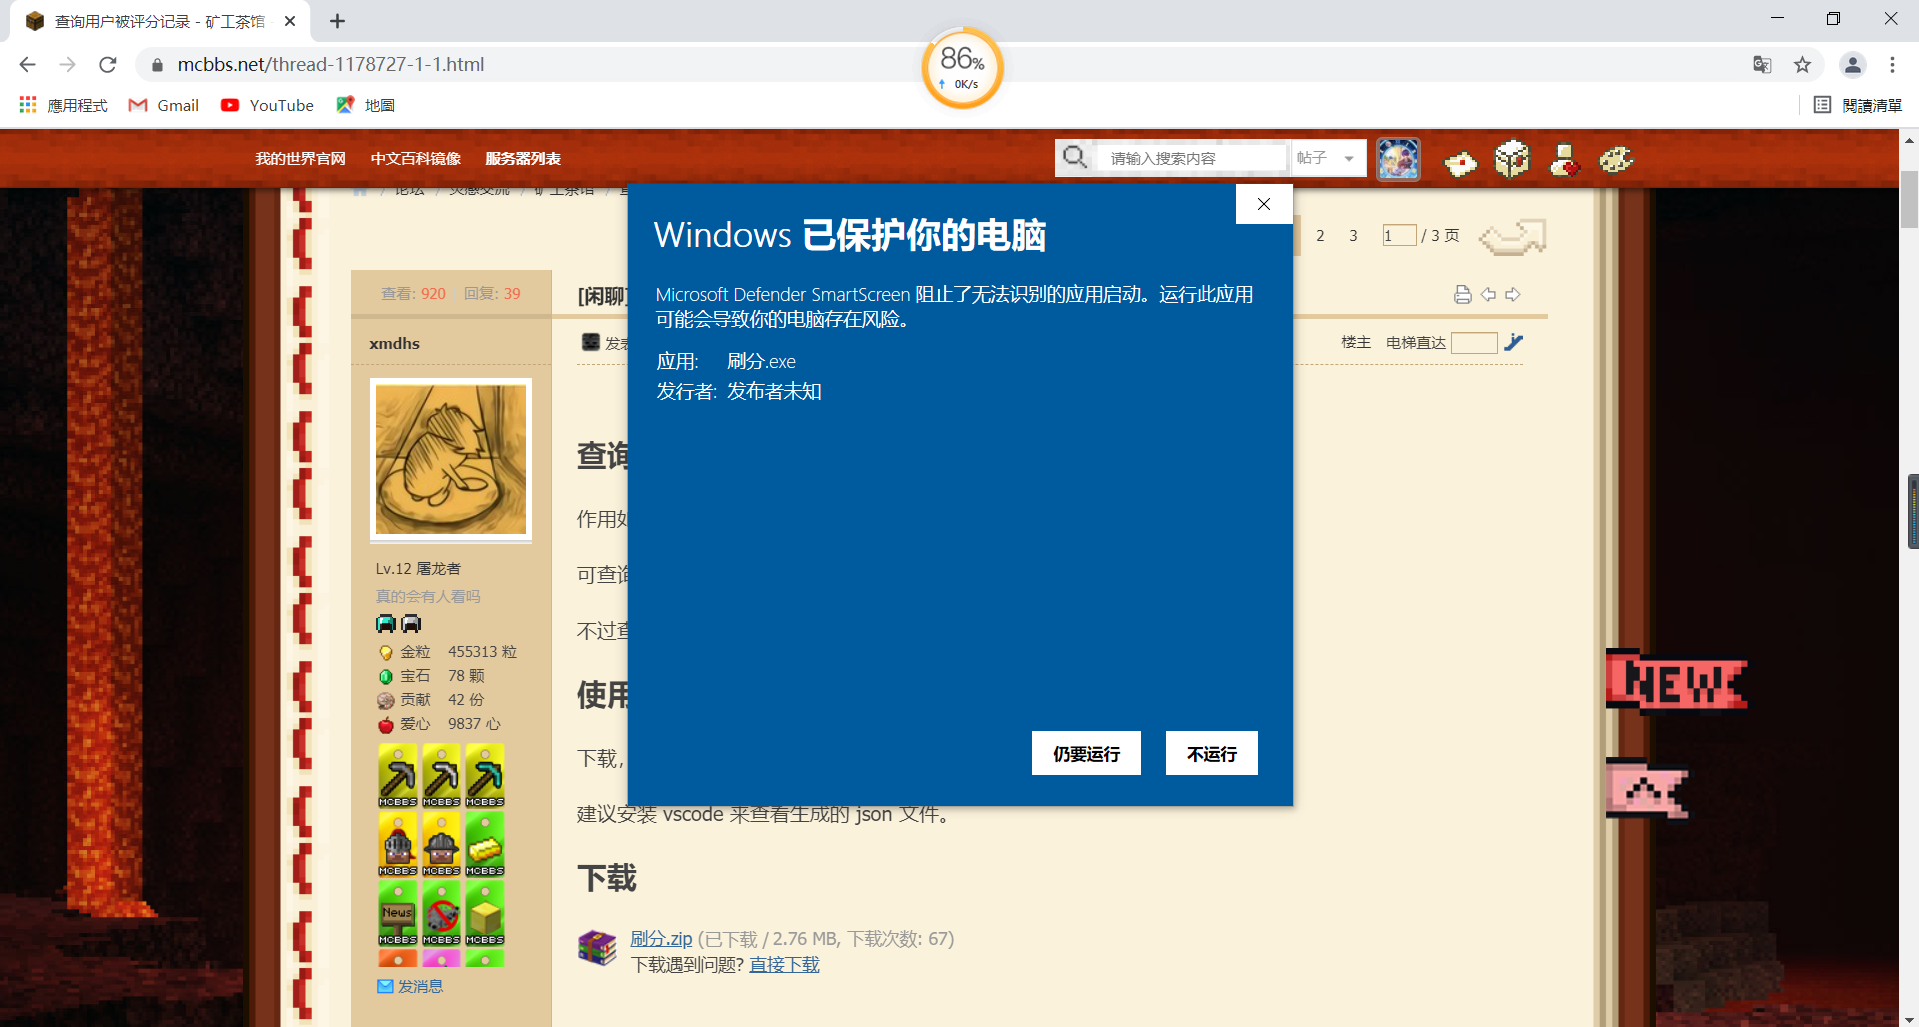 查询用户被评分记录 - 矿工茶馆
mcbbs.net/thread-1178727-1-1.html
86%
0K/s
應用程式
Gmail
YouTube
地圖
閱讀清單
我的世界官网
中文百科镜像
服务器列表
请输入搜索内容
帖子
论坛 / 灵感交流 / 矿工茶馆 /
Windows 已保护你的电脑
2 3 1 / 3 页
Microsoft Defender SmartScreen 阻止了无法识别的应用启动。运行此应用
可能会导致你的电脑存在风险。
应用: 刷分.exe
发行者: 发布者未知
仍要运行
不运行
查看: 920 回复: 39
[闲聊]
xmdhs
发表
楼主 电梯直达
查询
作用如
可查询
不过查
使用
下载，
建议安装 vscode 来查看生成的 json 文件。
下载
刷分.zip (已下载 / 2.76 MB, 下载次数: 67)
下载遇到问题? 直接下载
Lv.12 屠龙者
真的会有人看吗
金粒 455313 粒
宝石 78 颗
贡献 42 份
爱心 9837 心
MCBBS MCBBS MCBBS
MCBBS MCBBS MCBBS
News
MCBBS MCBBS MCBBS
发消息
NEW